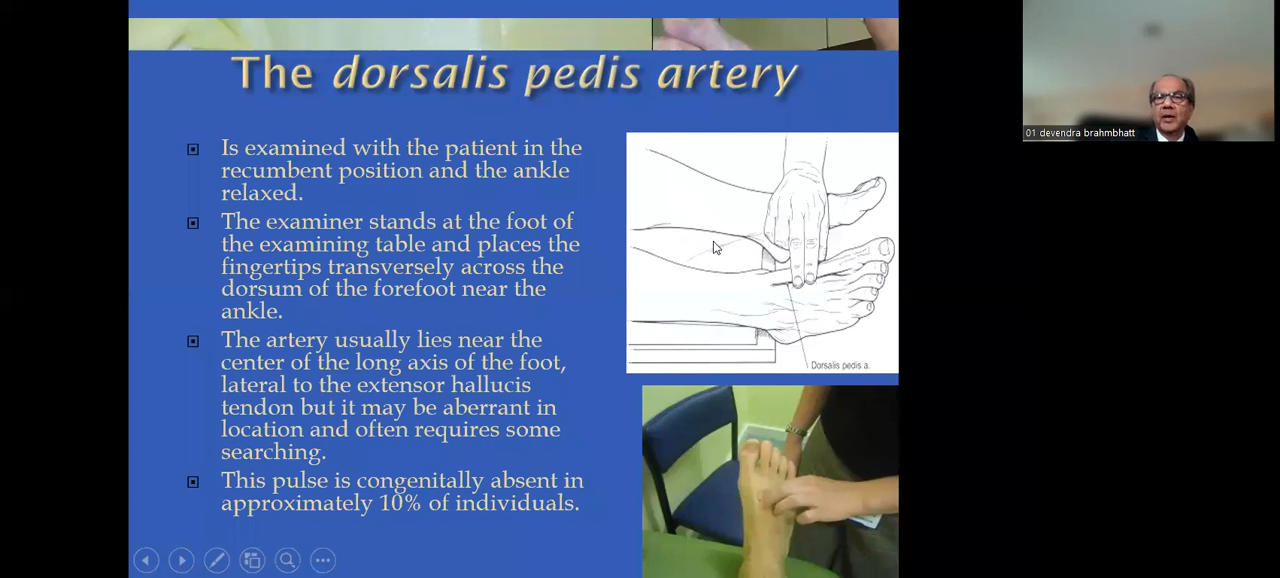 The dorsalis pedis artery
Is examined with the patient in the
recumbent position and the ankle
relaxed.
The examiner stands at the foot of
the examining table and places the
fingertips transversely across the
dorsum of the forefoot near the
ankle.
The artery usually lies near the
center of the long axis of the foot,
lateral to the extensor hallucis
tendon but it may be aberrant in
location and often requires some
searching.
This pulse is congenitally absent in
approximately 10% of individuals.
Dorsalis pedis a.
01 devendra brahmbhatt